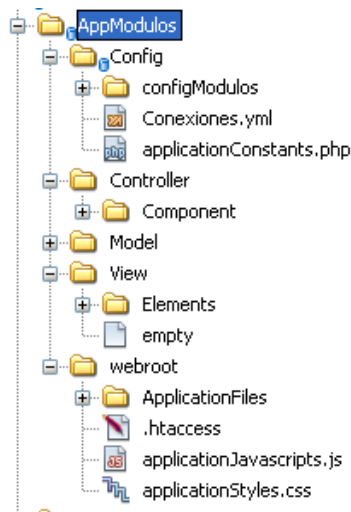 AppModulos
Config
configModulos
Conexiones.yml
applicationConstants.php
Controller
Component
Model
View
Elements
empty
webroot
ApplicationFiles
.htaccess
applicationJavascripts.js
applicationStyles.css